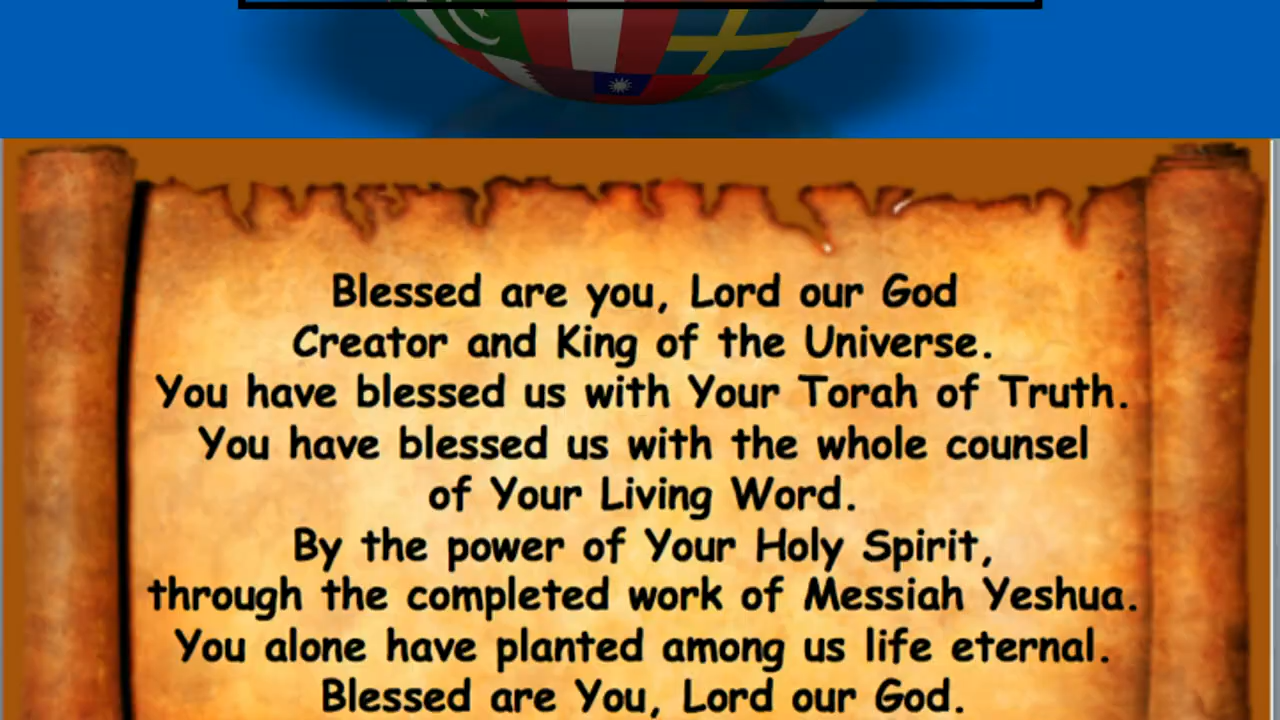 Blessed are you, Lord our God
Creator and King of the Universe.
You have blessed us with Your Torah of Truth.
You have blessed us with the whole counsel
of Your Living Word.
By the power of Your Holy Spirit,
through the completed work of Messiah Yeshua.
You alone have planted among us life eternal.
Blessed are You, Lord our God.